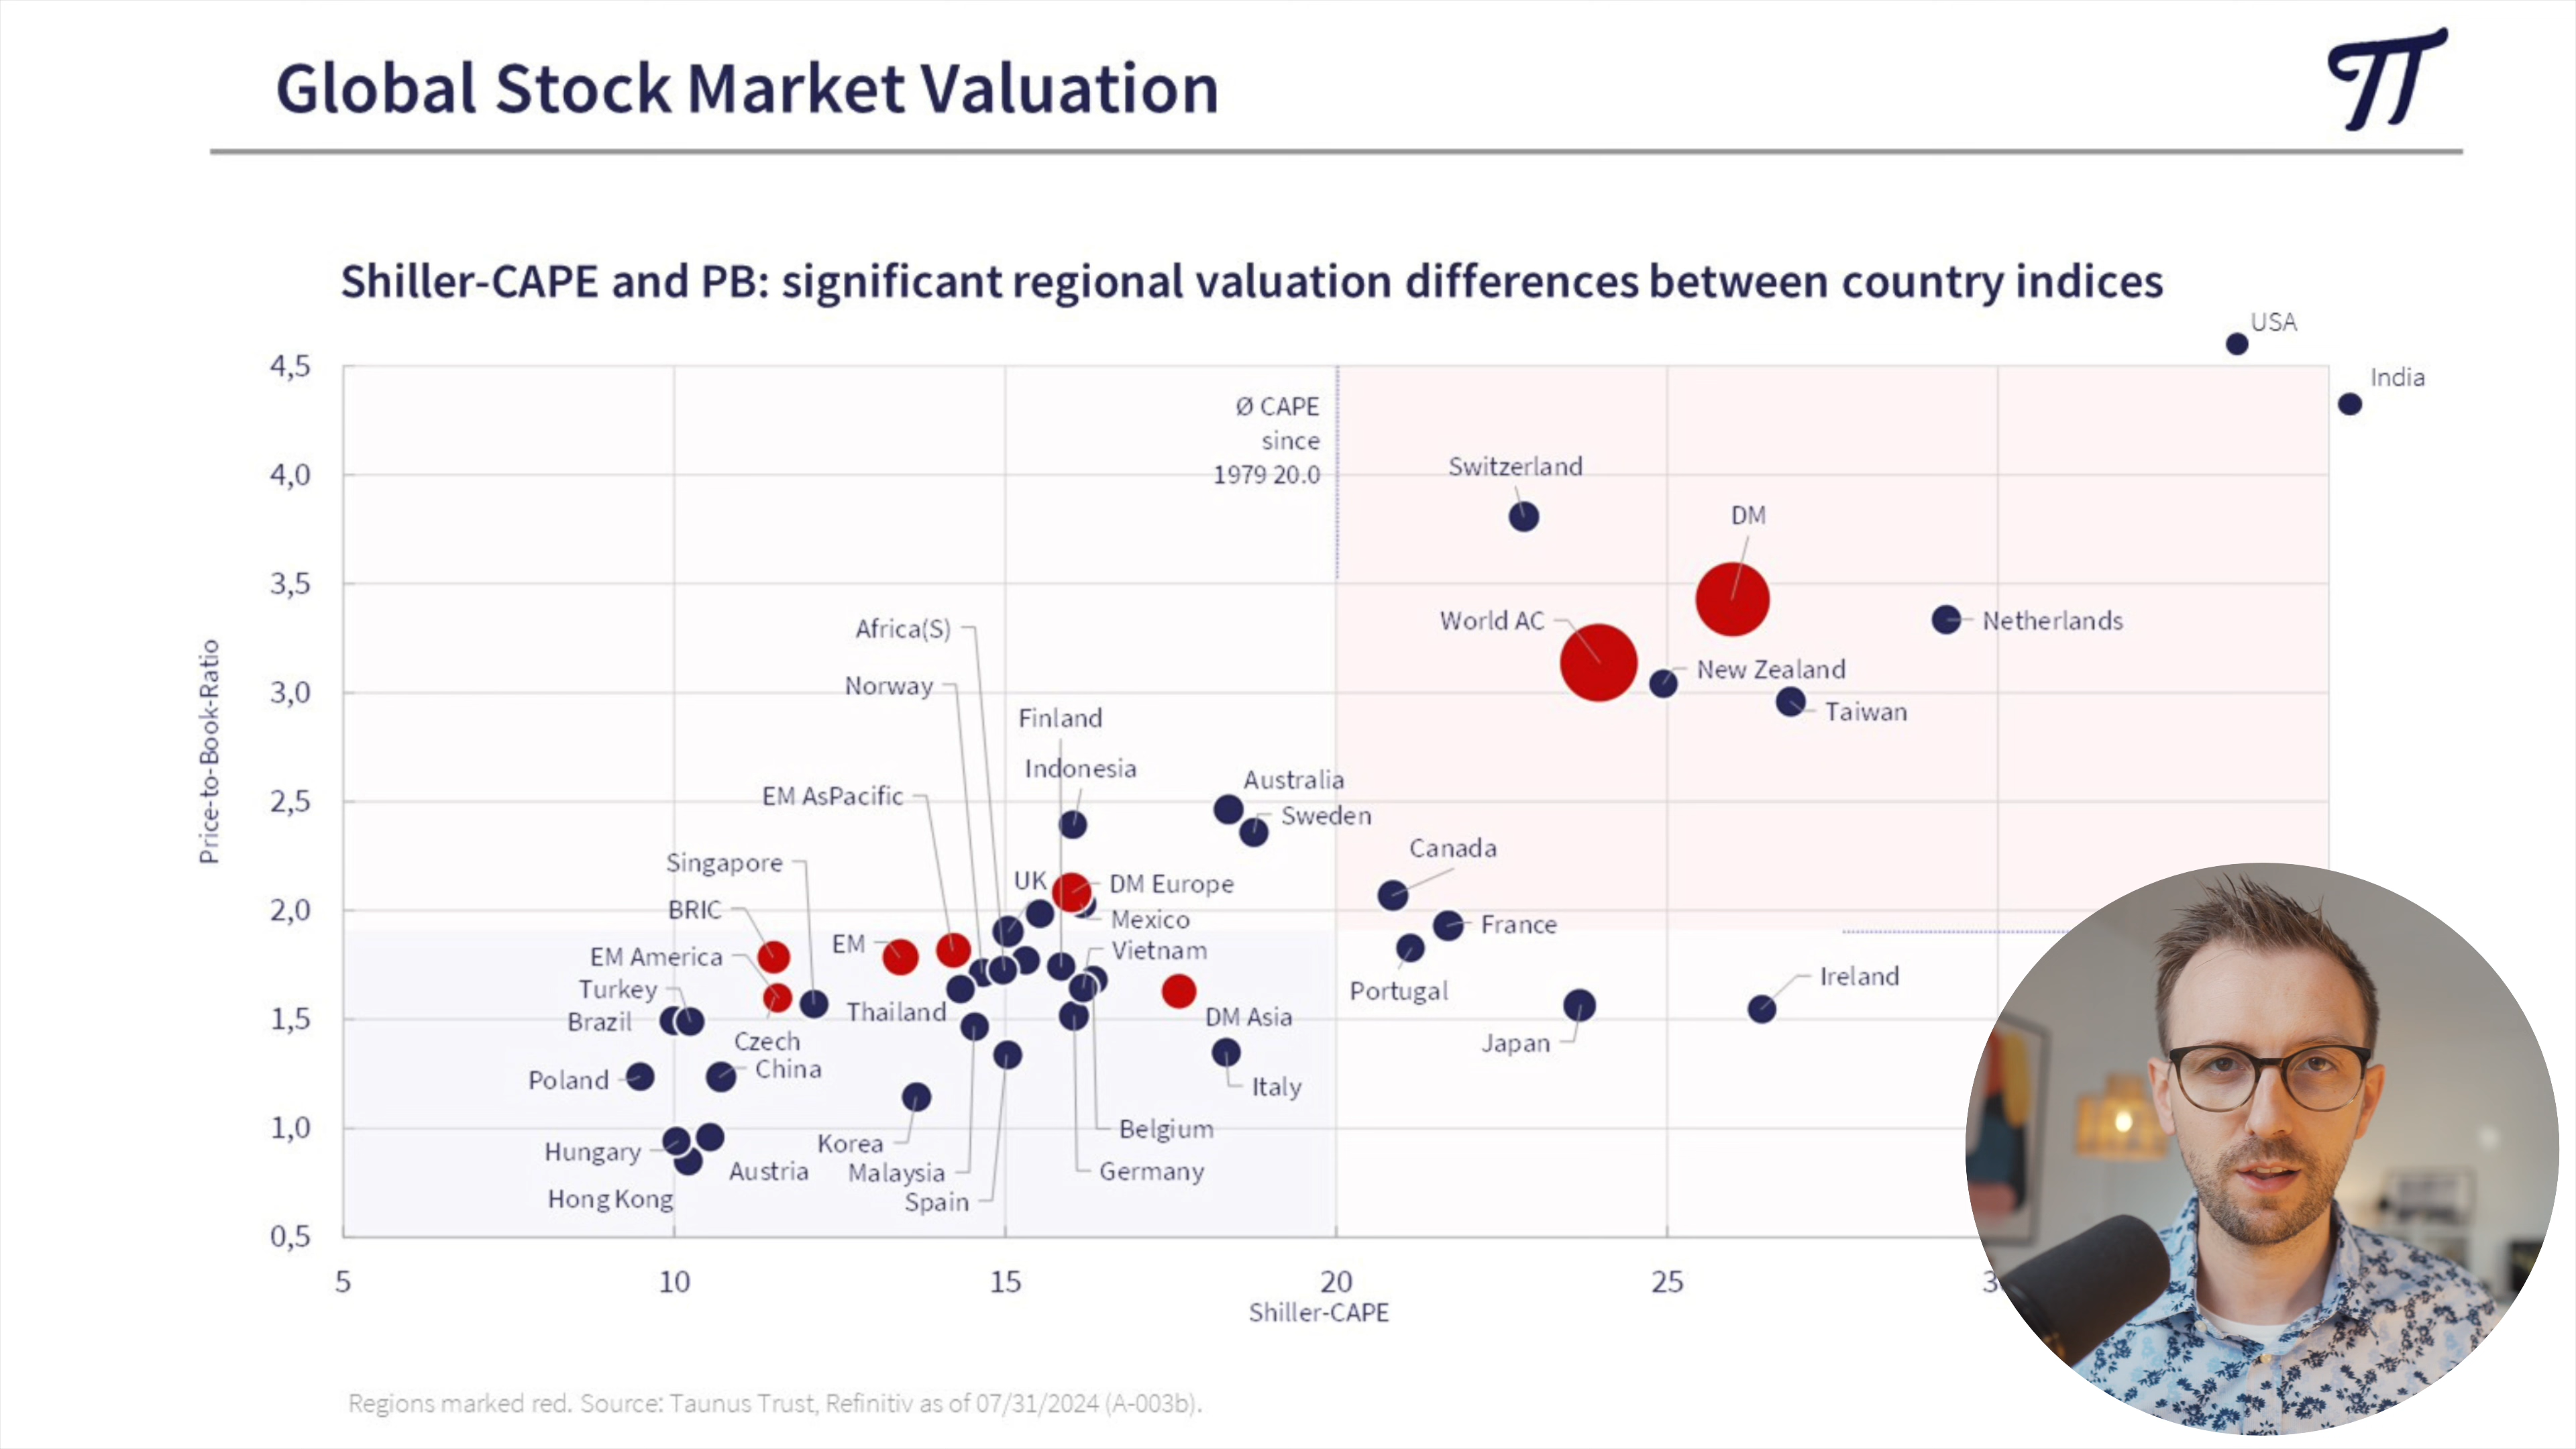 Global Stock Market Valuation
Shiller-CAPE and PB: significant regional valuation differences between country indices
USA
India
4,5
4,0
3,5
3,0
2,5
2,0
1,5
1,0
0,5
Price-to-Book-Ratio
Ø CAPE
since
1979 20.0
Switzerland
DM
World AC
Netherlands
New Zealand
Taiwan
Africa(S)
Norway
Finland
Indonesia
EM AsPacific
Australia
Sweden
Canada
Singapore
UK
DM Europe
BRIC
Mexico
France
EM
Vietnam
EM America
Ireland
Turkey
Portugal
Brazil
Thailand
DM Asia
Czech
Japan
China
Poland
Italy
Belgium
Korea
Hungary
Austria
Malaysia
Germany
Hong Kong
Spain
5
10
15
20
25
Shiller-CAPE
Regions marked red. Source: Taunus Trust, Refinitiv as of 07/31/2024 (A-003b).